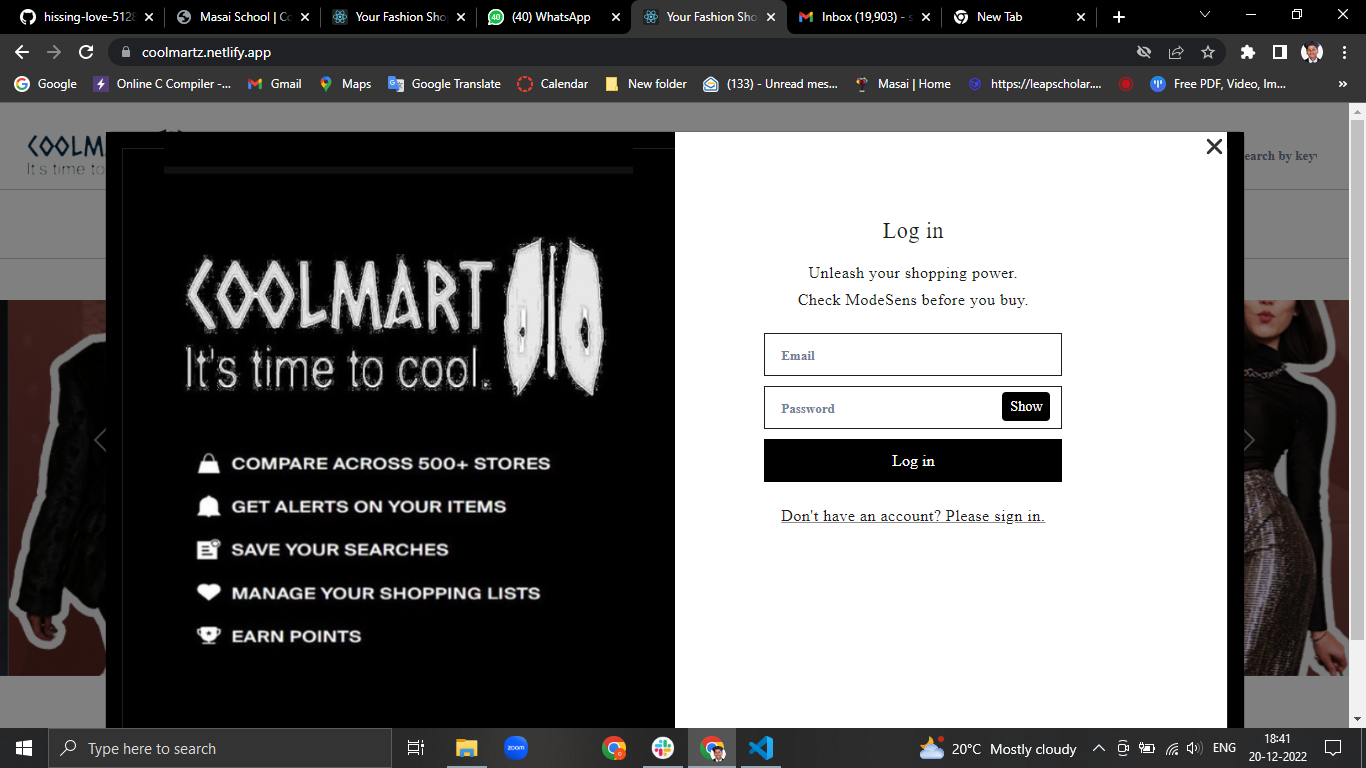 hissing-love-5128
Masai School | Co
Your Fashion Sho
(40) WhatsApp
Your Fashion Sho
Inbox (19,903) - s
New Tab
coolmartz.netlify.app
Google
Online C Compiler -...
Gmail
Maps
Google Translate
Calendar
New folder
(133) - Unread mes...
Masai | Home
https://leapscholar....
Free PDF, Video, Im...
COOLM
It's time to
earch by key
COOLMART
It's time to cool.
COMPARE ACROSS 500+ STORES
GET ALERTS ON YOUR ITEMS
SAVE YOUR SEARCHES
MANAGE YOUR SHOPPING LISTS
EARN POINTS
Log in
Unleash your shopping power.
Check ModeSens before you buy.
Email
Password
Show
Log in
Don't have an account? Please sign in.
Type here to search
zoom
20°C Mostly cloudy
ENG
18:41
20-12-2022